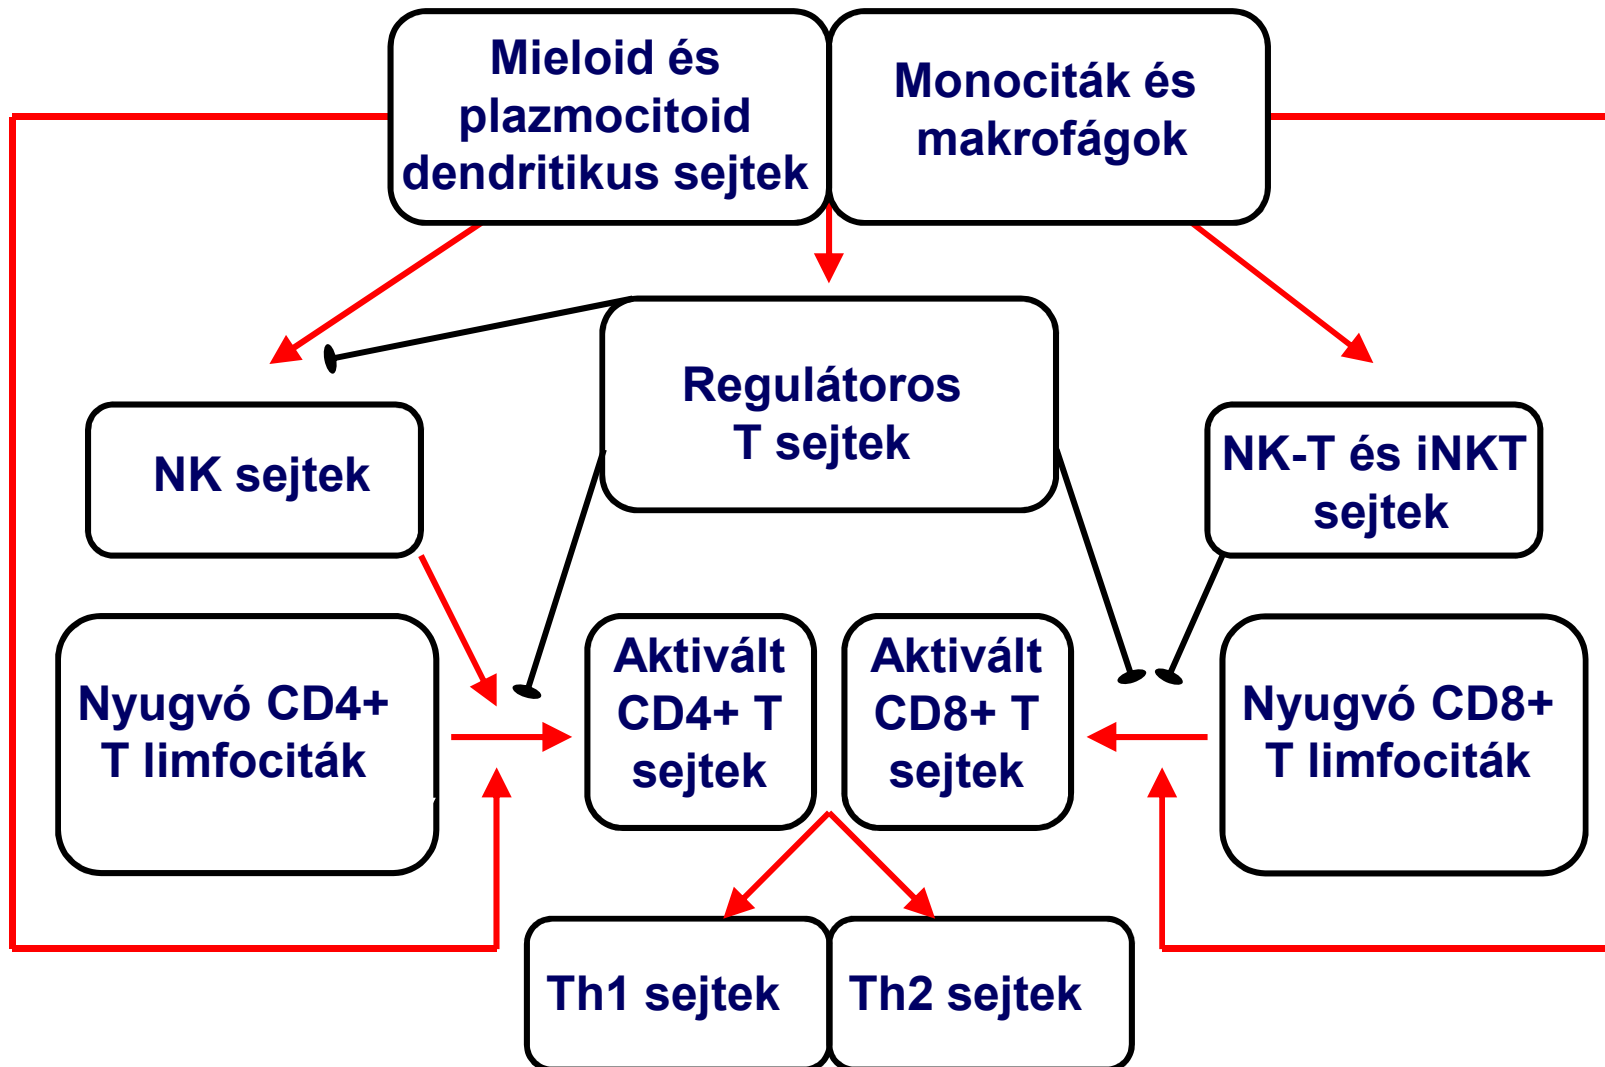 Mieloid és
plazmocitoid
dendritikus sejtek
Monociták és
makrofágok
Regulátoros
T sejtek
NK sejtek
NK-T és iNKT
sejtek
Nyugvó CD4+
T limfociták
Aktivált
CD4+ T
sejtek
Aktivált
CD8+ T
sejtek
Nyugvó CD8+
T limfociták
Th1 sejtek
Th2 sejtek